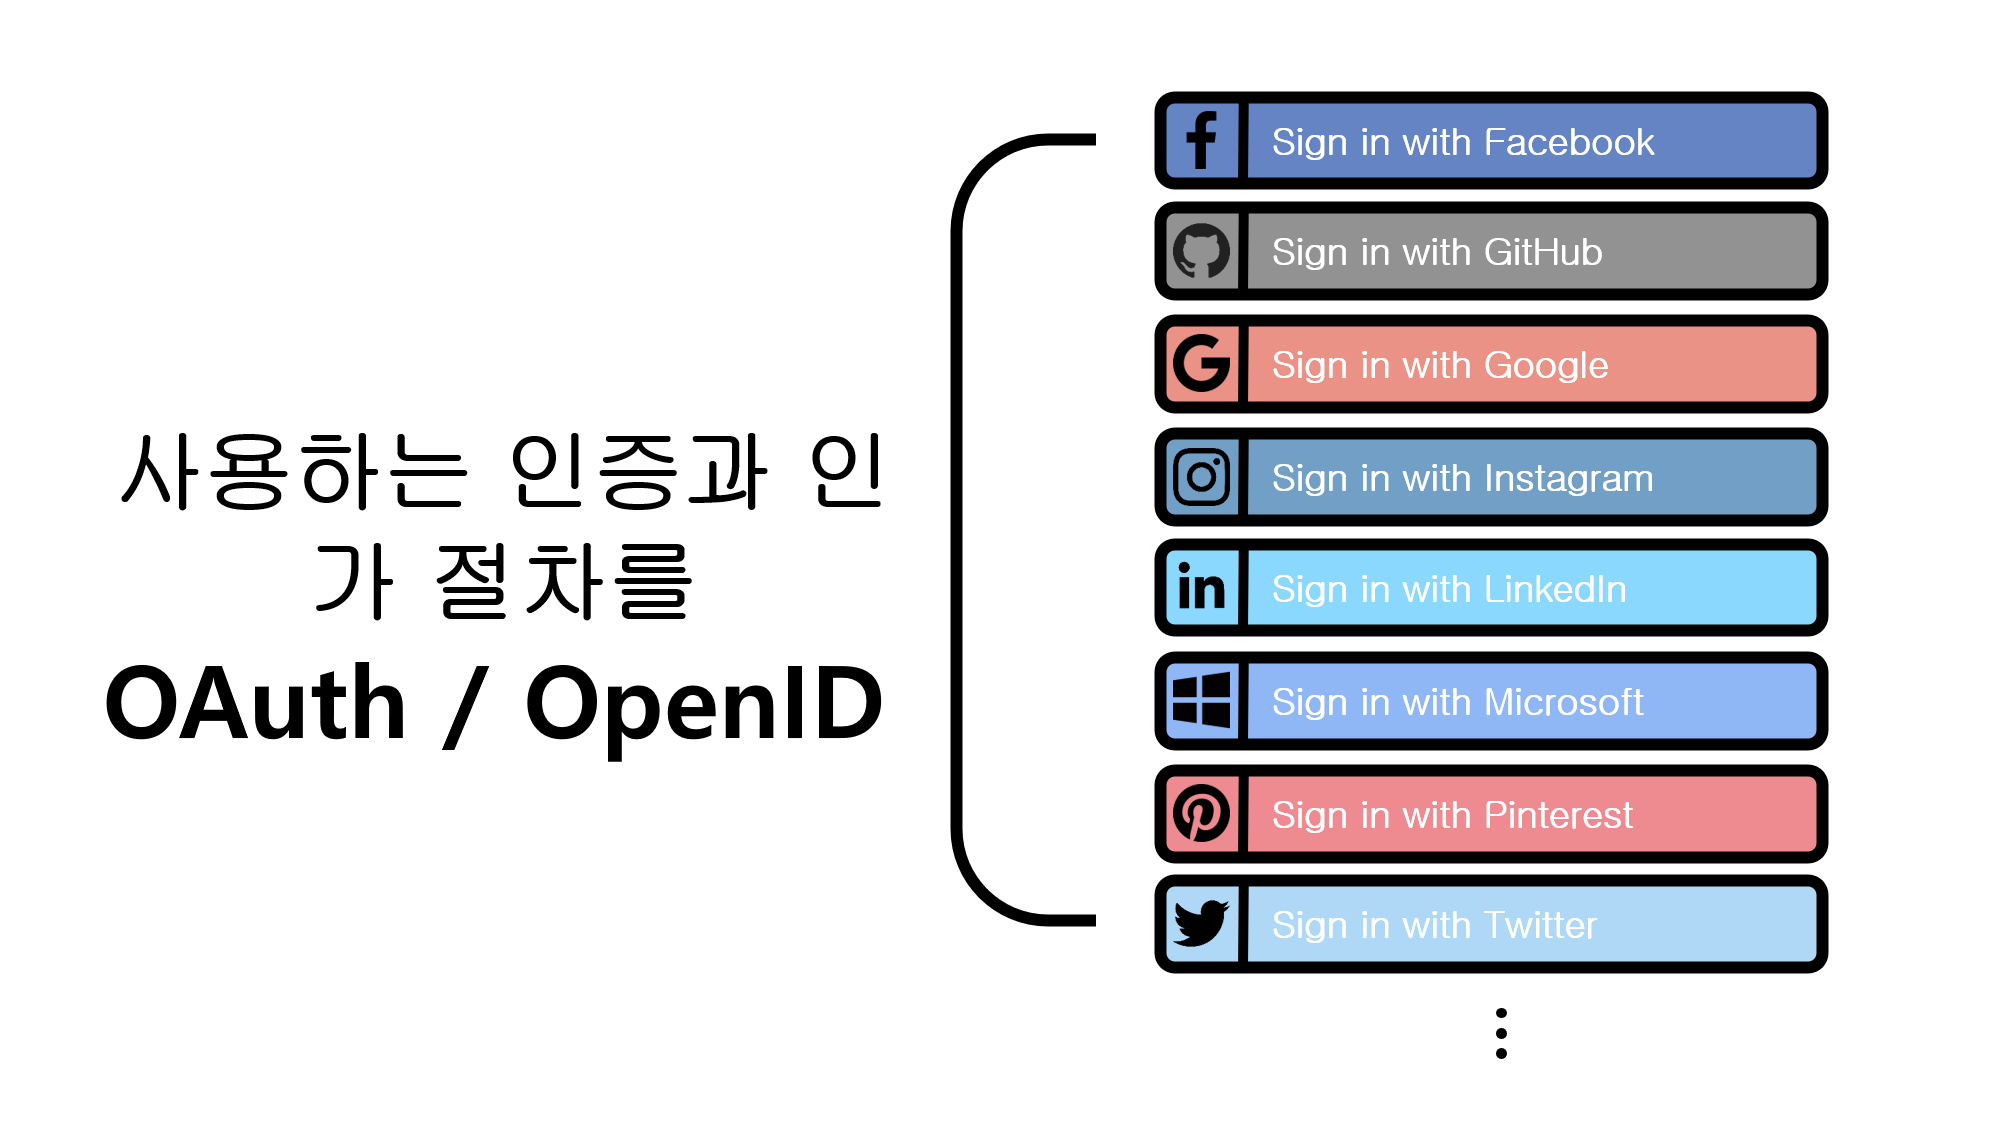 사용하는 인증과 인
가 절차를
OAuth / OpenID
Sign in with Facebook
Sign in with GitHub
Sign in with Google
Sign in with Instagram
Sign in with LinkedIn
Sign in with Microsoft
Sign in with Pinterest
Sign in with Twitter